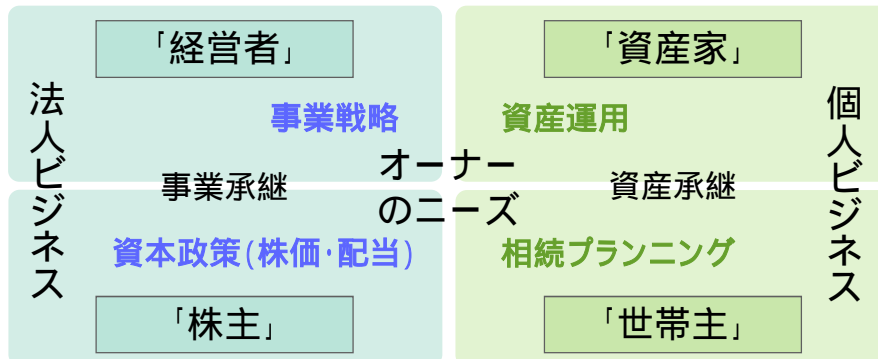 「経営者」
「資産家」
法人ビジネス
個人ビジネス
事業戦略
資産運用
オーナー
のニーズ
事業承継
資産承継
資本政策(株価･配当)
相続プランニング
「株主」
「世帯主」